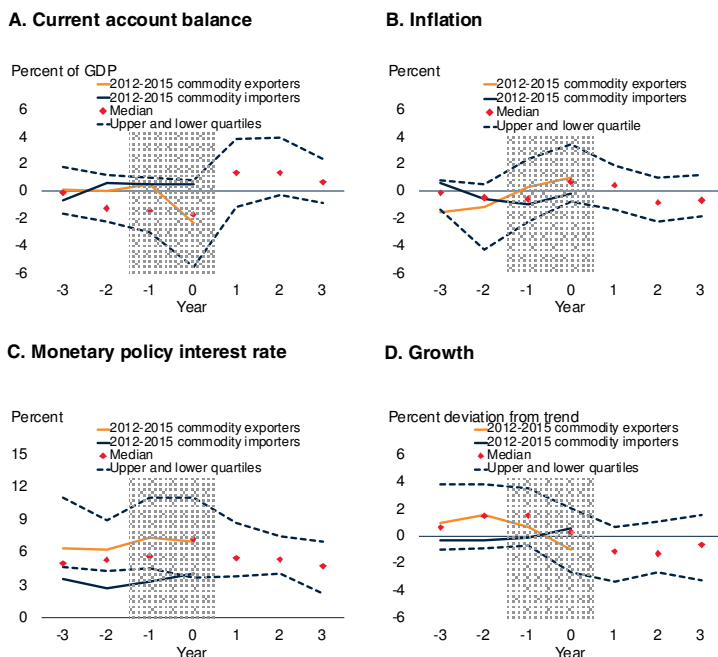 A. Current account balance
Percent of GDP
2012-2015 commodity exporters
2012-2015 commodity importers
Median
Upper and lower quartiles
6
4
2
0
-2
-4
-6
-3 -2 -1 0 1 2 3
Year
B. Inflation
Percent
2012-2015 commodity exporters
2012-2015 commodity importers
Median
Upper and lower quartile
6
4
2
0
-2
-4
-6
-3 -2 -1 0 1 2 3
Year
C. Monetary policy interest rate
Percent
2012-2015 commodity exporters
2012-2015 commodity importers
Median
Upper and lower quartiles
15
12
9
6
3
0
-3 -2 -1 0 1 2 3
Year
D. Growth
Percent deviation from trend
2012-2015 commodity exporters
2012-2015 commodity importers
Median
Upper and lower quartiles
6
4
2
0
-2
-4
-6
-3 -2 -1 0 1 2 3
Year